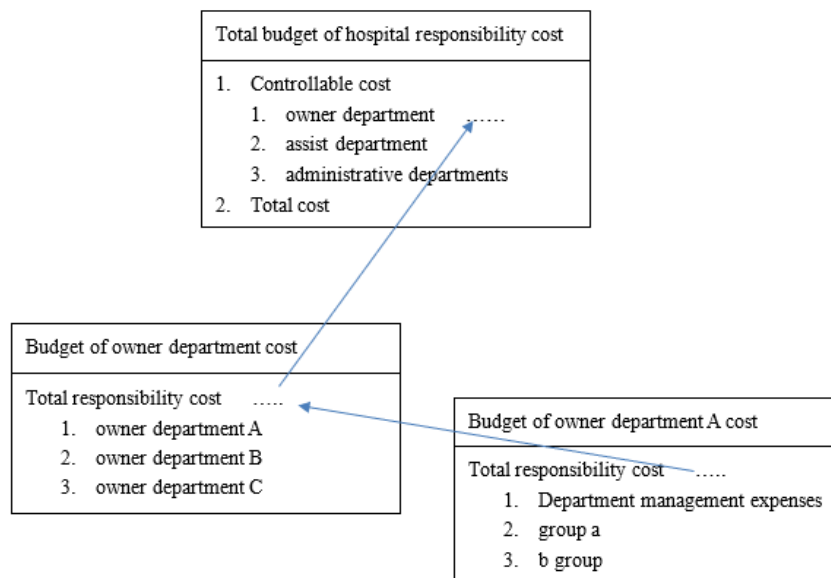 Total budget of hospital responsibility cost
1. Controllable cost
1. owner department ……
2. assist department
3. administrative departments
2. Total cost
Budget of owner department cost
Total responsibility cost …..
1. owner department A
2. owner department B
3. owner department C
Budget of owner department A cost
Total responsibility cost …..
1. Department management expenses
2. group a
3. b group